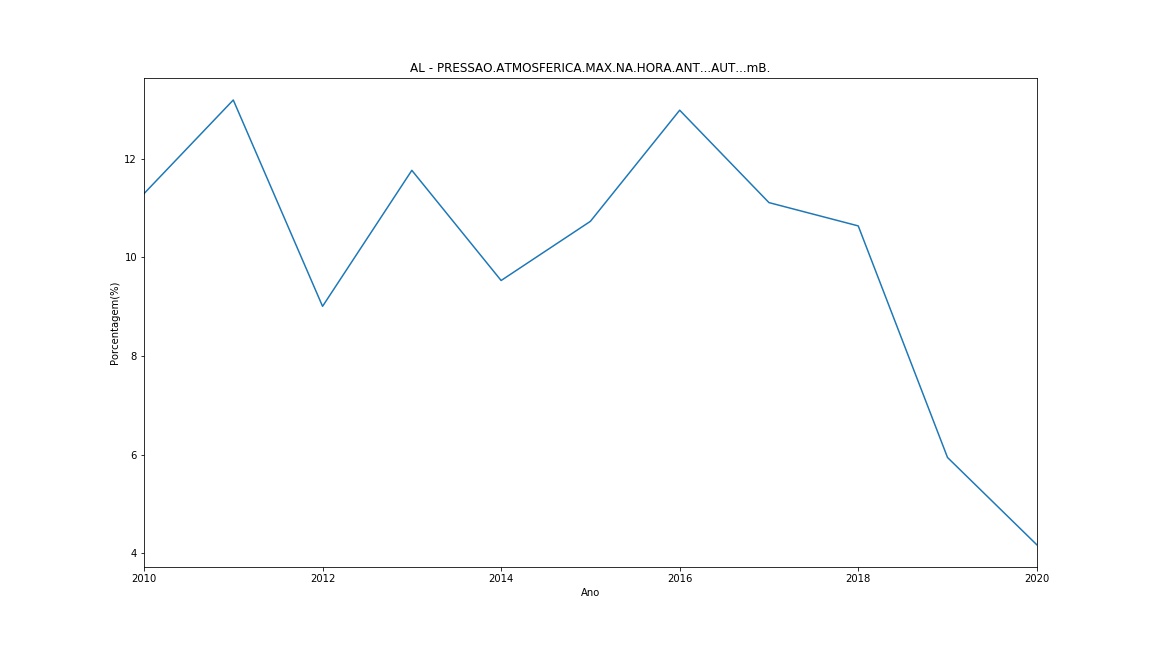 AL - PRESSAO.ATMOSFERICA.MAX.NA.HORA.ANT...AUT...mB.
12
10
8
6
4
Porcentagem(%)
2010 2012 2014 2016 2018 2020
Ano